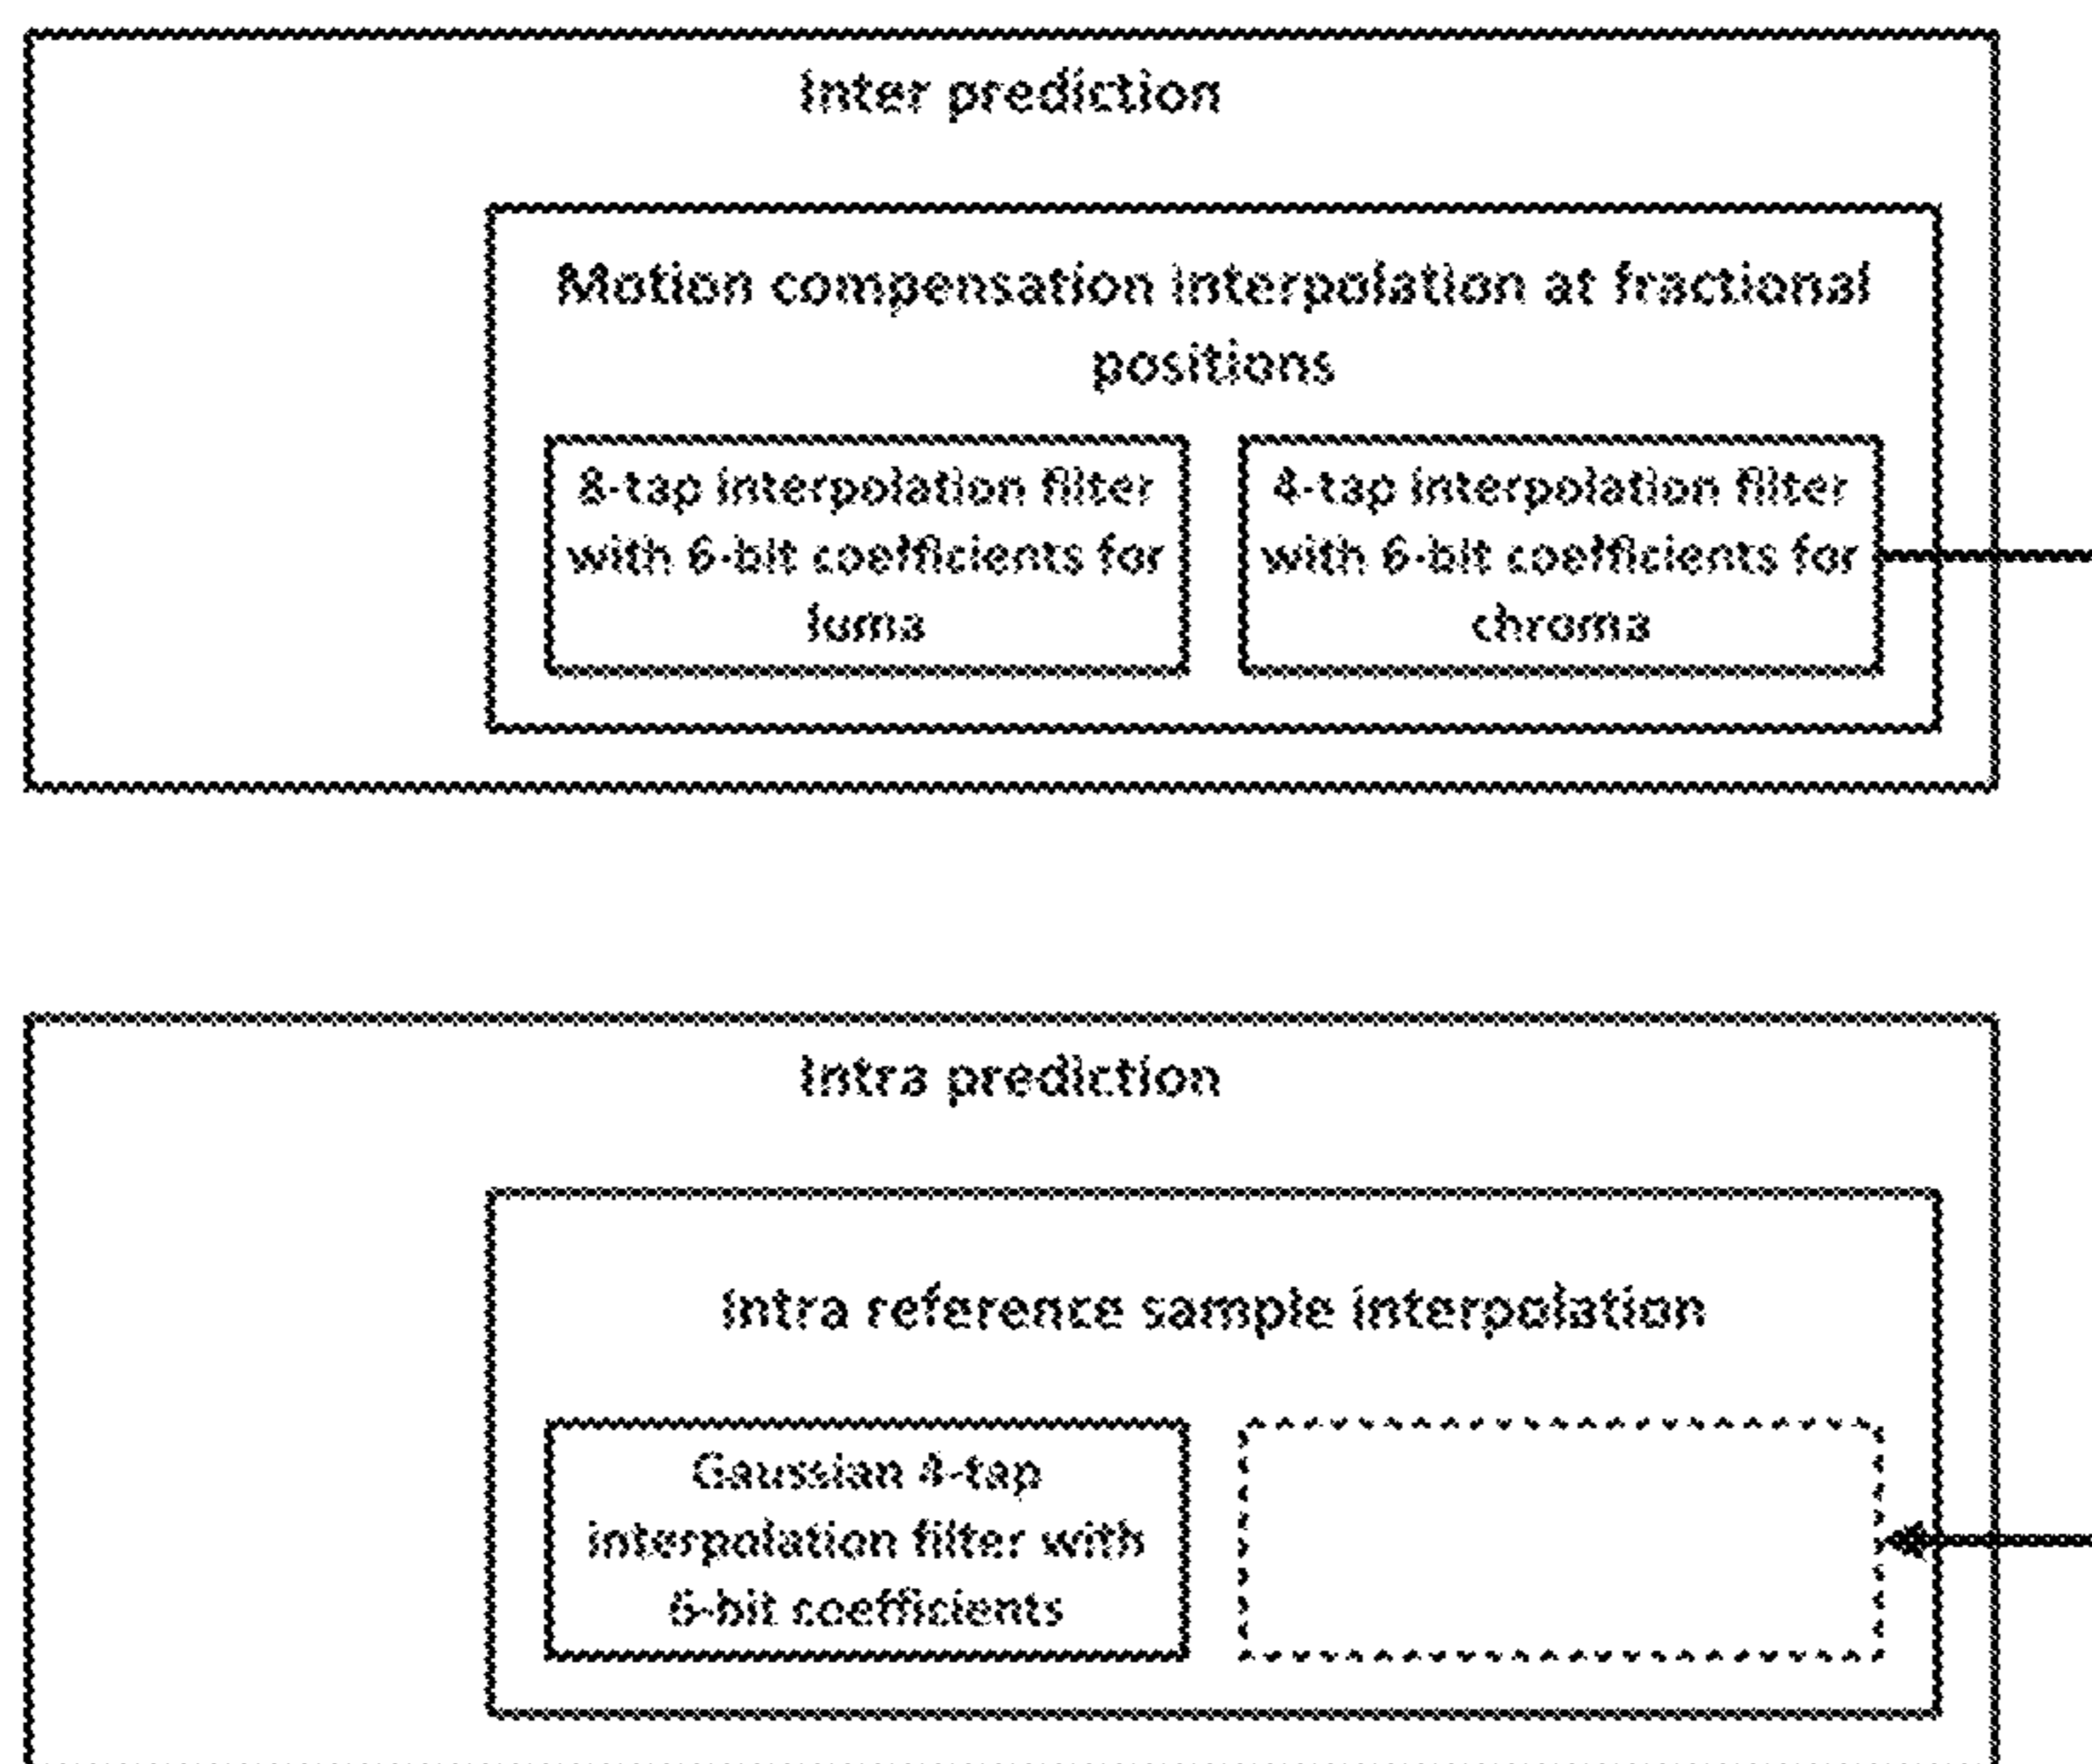 Inter prediction
Motion compensation interpolation at fractional
positions
8-tap interpolation filter
with 6-bit coefficients for
luma
4-tap interpolation filter
with 6-bit coefficients for
chroma
Intra prediction
Intra reference sample interpolation
Gaussian 4-tap
interpolation filter with
6-bit coefficients